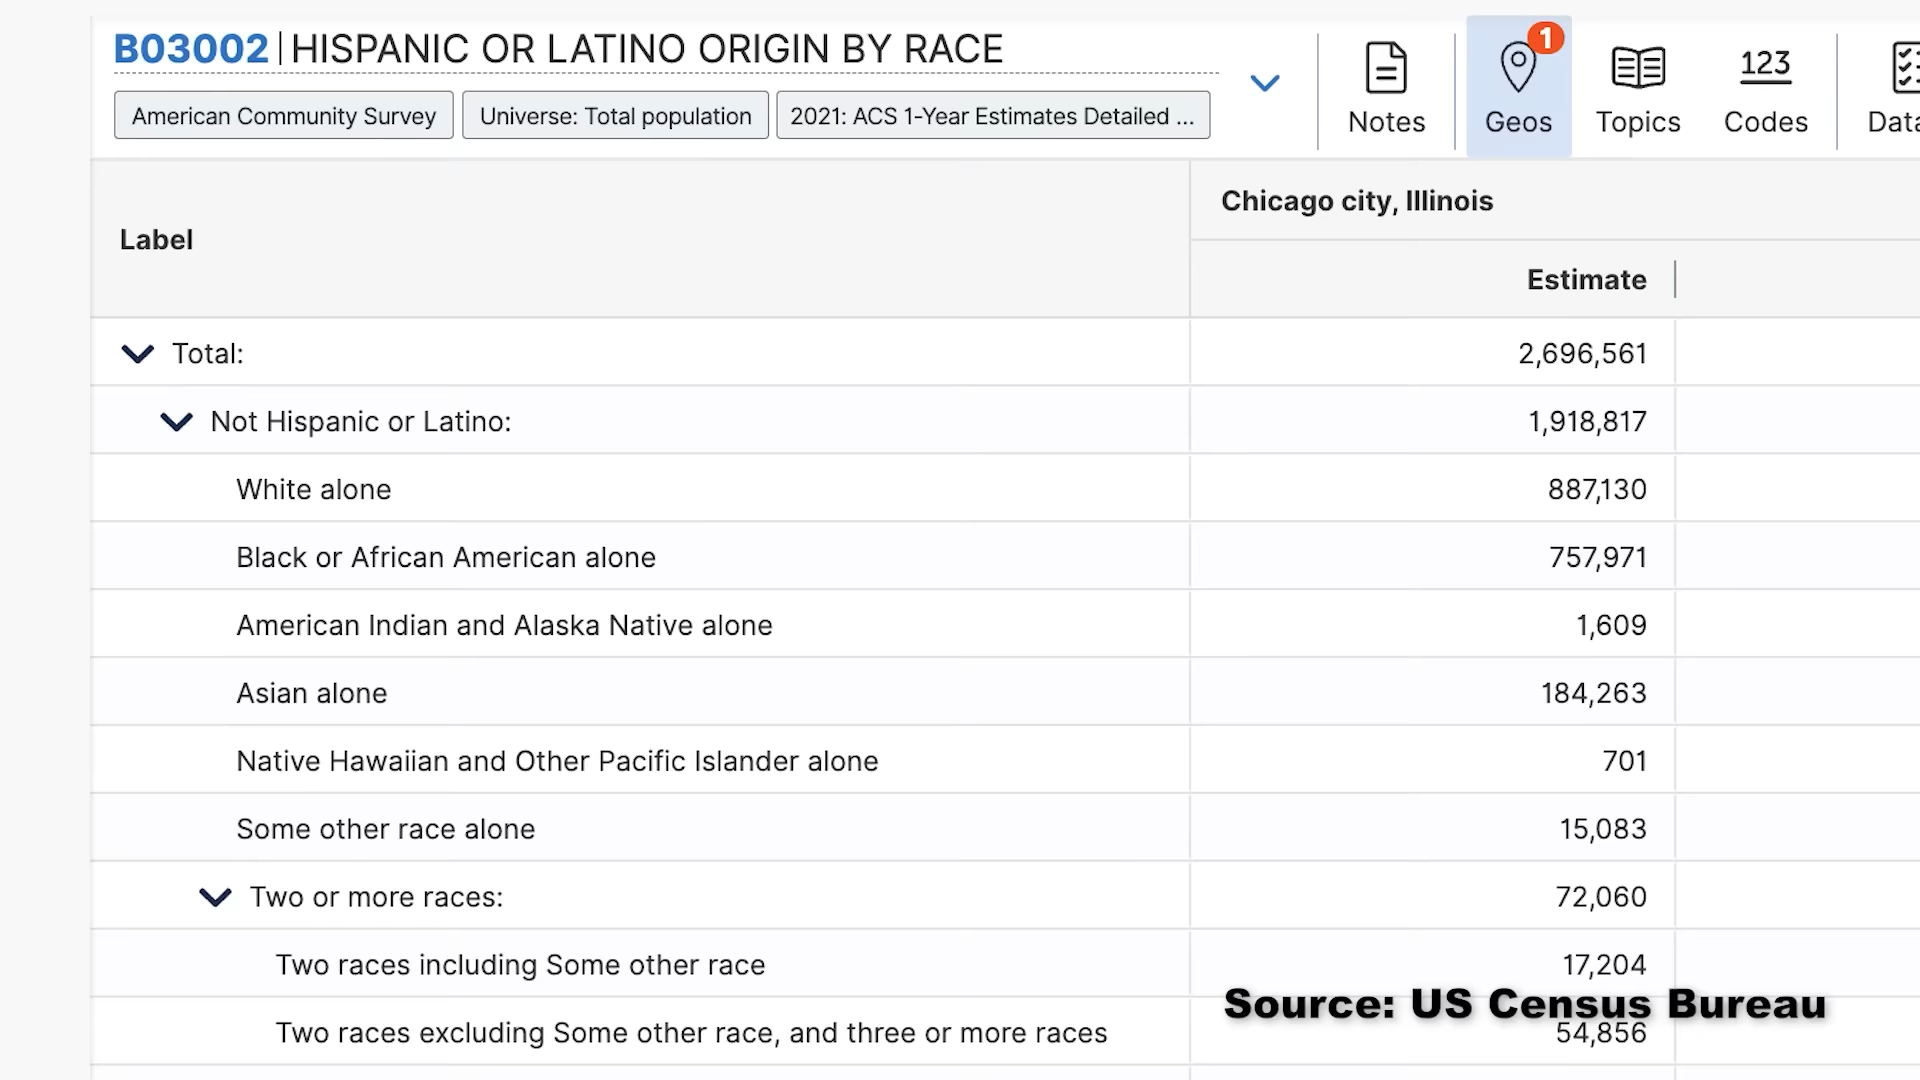 B03002 | HISPANIC OR LATINO ORIGIN BY RACE
American Community Survey Universe: Total population 2021: ACS 1-Year Estimates Detailed ...
1
Notes Geos Topics 123 Codes Data
Label
Chicago city, Illinois
Estimate
Total: 2,696,561
Not Hispanic or Latino: 1,918,817
White alone 887,130
Black or African American alone 757,971
American Indian and Alaska Native alone 1,609
Asian alone 184,263
Native Hawaiian and Other Pacific Islander alone 701
Some other race alone 15,083
Two or more races: 72,060
Two races including Some other race 17,204
Source: US Census Bureau
Two races excluding Some other race, and three or more races 54,856